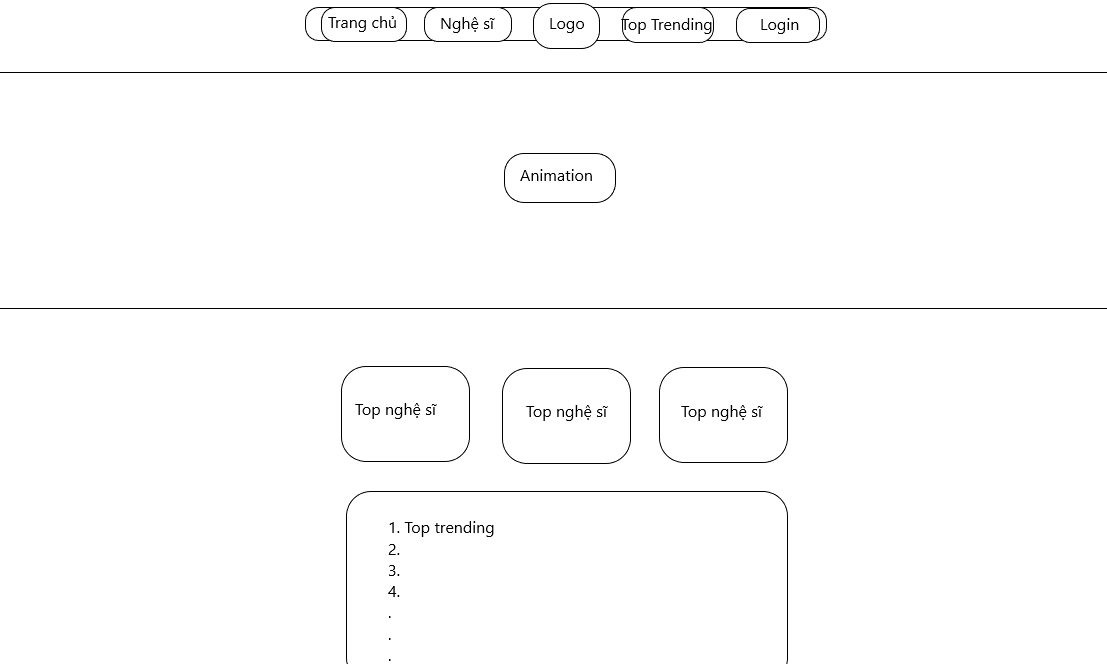 Trang chủ
Nghệ sĩ
Logo
Top Trending
Login
Animation
Top nghệ sĩ
Top nghệ sĩ
Top nghệ sĩ
1. Top trending
2.
3.
4.
.
.
.